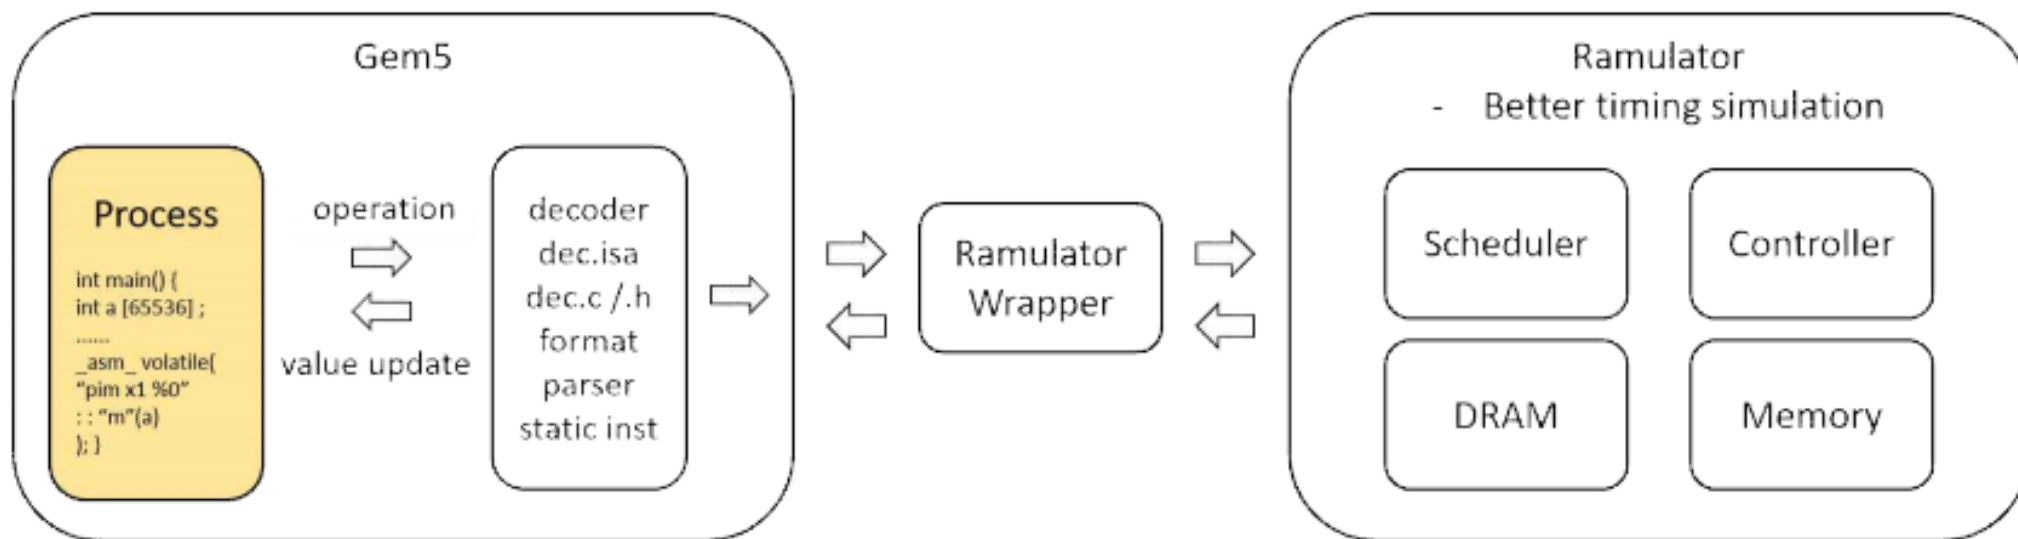 Gem5
Process
int main() {
int a [65536] ;
......
_asm_ volatile(
“pim x1 %0”
: : “m”(a)
); }
operation
value update
decoder
dec.isa
dec.c /.h
format
parser
static inst
Ramulator
Wrapper
Ramulator
- Better timing simulation
Scheduler
Controller
DRAM
Memory